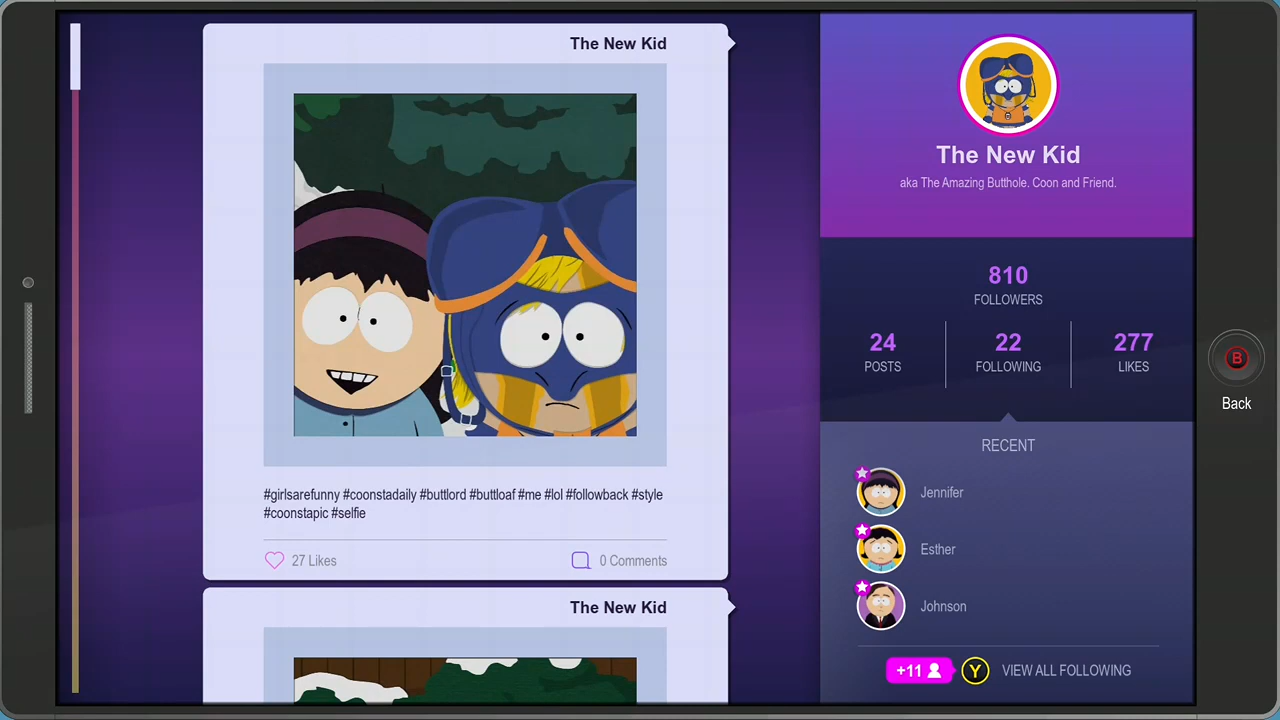 The New Kid
#girlsarefunny #coonstadaily #buttlord #buttloaf #me #lol #followback #style
#coonstapic #selfie
27 Likes
0 Comments
The New Kid
The New Kid
aka The Amazing Butthole. Coon and Friend.
810
FOLLOWERS
24
POSTS
22
FOLLOWING
277
LIKES
RECENT
Jennifer
Esther
Johnson
+11
Y
VIEW ALL FOLLOWING
B
Back